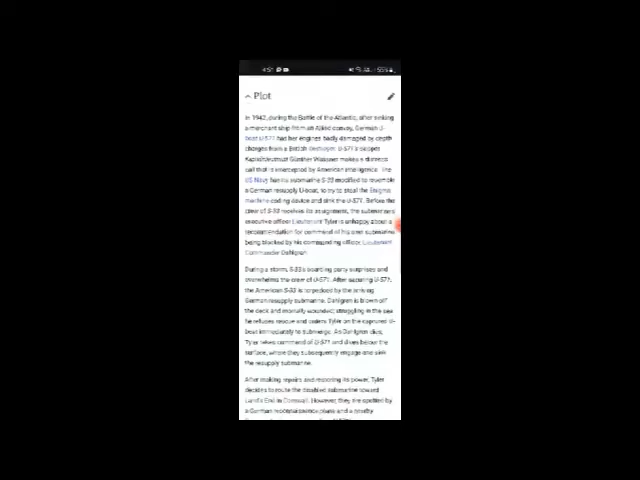 Plot
In 1942, during the Battle of the Atlantic, after sinking
a merchant ship from an Allied convoy, German U-
boat U-571 has her engines badly damaged by depth
charges from a British destroyer. U-571's skipper
Kapitänleutnant Günther Wassner makes a distress
call that is intercepted by American intelligence. The
US Navy has its submarine S-33 modified to resemble
a German resupply U-boat, to try to steal the Enigma
machine coding device and sink the U-571. Before the
crew of S-33 receives its assignment, the submarine's
executive officer Lieutenant Tyler is unhappy about a
recommendation for command of his own submarine
being blocked by his commanding officer, Lieutenant
Commander Dahlgren.
During a storm, S-33's boarding party surprises and
overwhelms the crew of U-571. After securing U-571,
the American S-33 is torpedoed by the arriving
German resupply submarine. Dahlgren is blown off
the deck and mortally wounded; struggling in the sea
he refuses rescue and orders Tyler on the captured U-
boat immediately to submerge. As Dahlgren dies,
Tyler takes command of U-571 and dives below the
surface, where they subsequently engage and sink
the resupply submarine.
After making repairs and restoring its power, Tyler
decides to route the disabled submarine toward
Land's End in Cornwall. However, they are spotted by
a German reconnaissance plane and a nearby